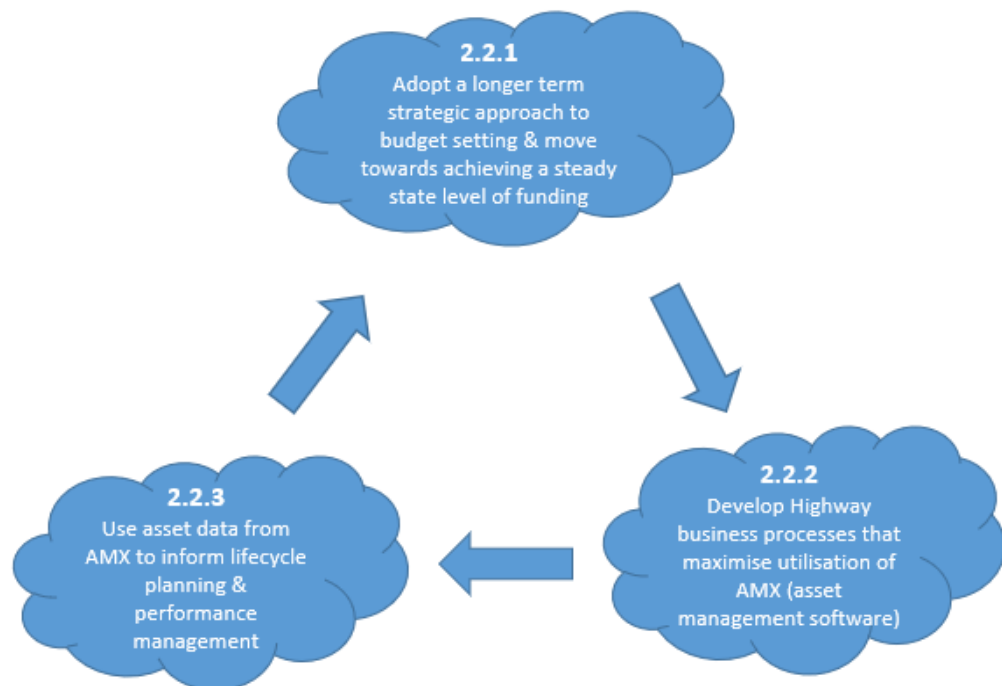 2.2.1
Adopt a longer term
strategic approach to
budget setting & move
towards achieving a steady
state level of funding
2.2.2
Develop Highway
business processes that
maximise utilisation of
AMX (asset
management software)
2.2.3
Use asset data from
AMX to inform lifecycle
planning &
performance
management